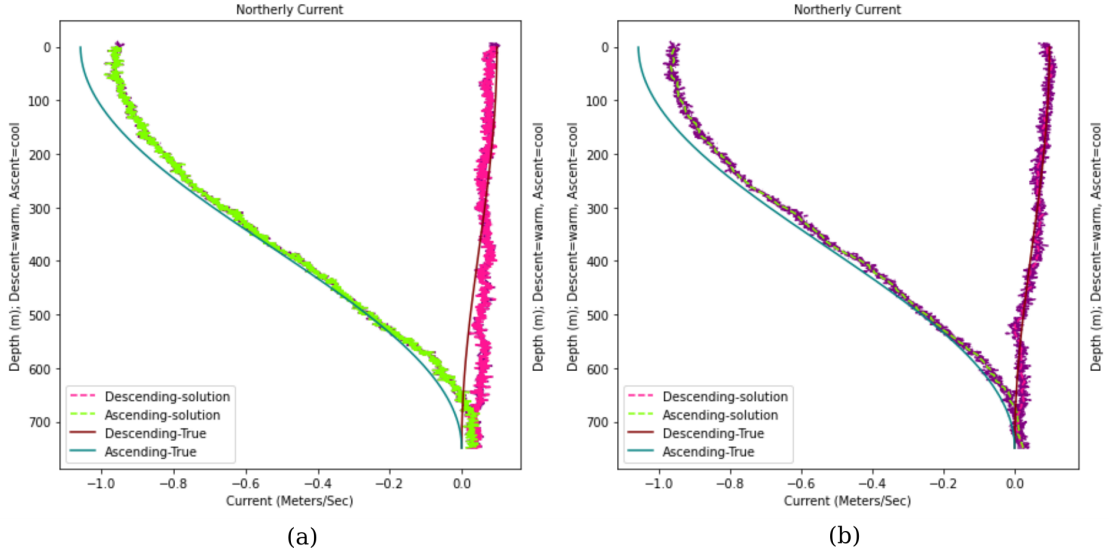 Northerly Current
0
100
200
300
400
500
600
700
Depth (m); Descent=warm, Ascent=cool
Depth (m); Descent=warm, Ascent=cool
Descending-solution
Ascending-solution
Descending-True
Ascending-True
−1.0
−0.8
−0.6
−0.4
−0.2
0.0
Current (Meters/Sec)
(a)
Northerly Current
0
100
200
300
400
500
600
700
Depth (m); Descent=warm, Ascent=cool
Depth (m); Descent=warm, Ascent=cool
Descending-solution
Ascending-solution
Descending-True
Ascending-True
−1.0
−0.8
−0.6
−0.4
−0.2
0.0
Current (Meters/Sec)
(b)